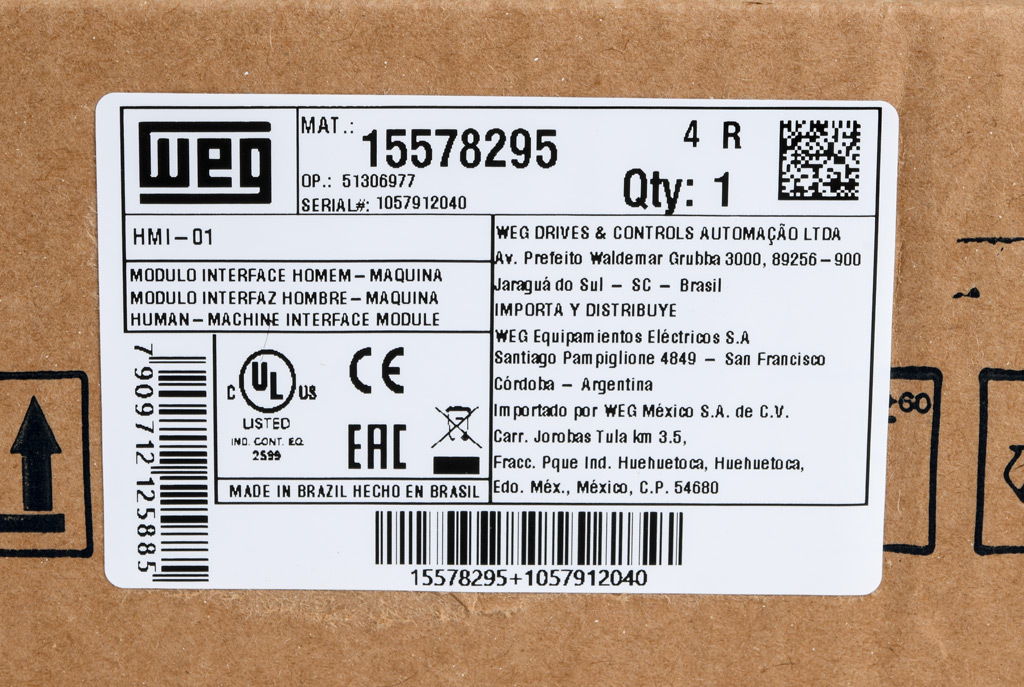 weg
MAT.: 15578295
4 R
OP.: 51306977
SERIAL#: 1057912040
Qty: 1
HMI-01
MODULO INTERFACE HOMEM-MAQUINA
MODULO INTERFAZ HOMBRE-MAQUINA
HUMAN-MACHINE INTERFACE MODULE
WEG DRIVES & CONTROLS AUTOMAÇÃO LTDA
Av. Prefeito Waldemar Grubba 3000, 89256-900
Jaraguá do Sul - SC - Brasil
IMPORTA Y DISTRIBUYE
WEG Equipamientos Eléctricos S.A
Santiago Pampiglione 4849 - San Francisco
Córdoba - Argentina
Importado por WEG México S.A. de C.V.
Carr. Jorobas Tula km 3.5,
Fracc. Pque Ind. Huehuetoca, Huehuetoca,
Edo. Méx., México, C.P. 54680
7909712125885
C UL US
LISTED
IND. CONT. EQ.
2S99
CE
EAC
MADE IN BRAZIL HECHO EN BRASIL
15578295+1057912040
60